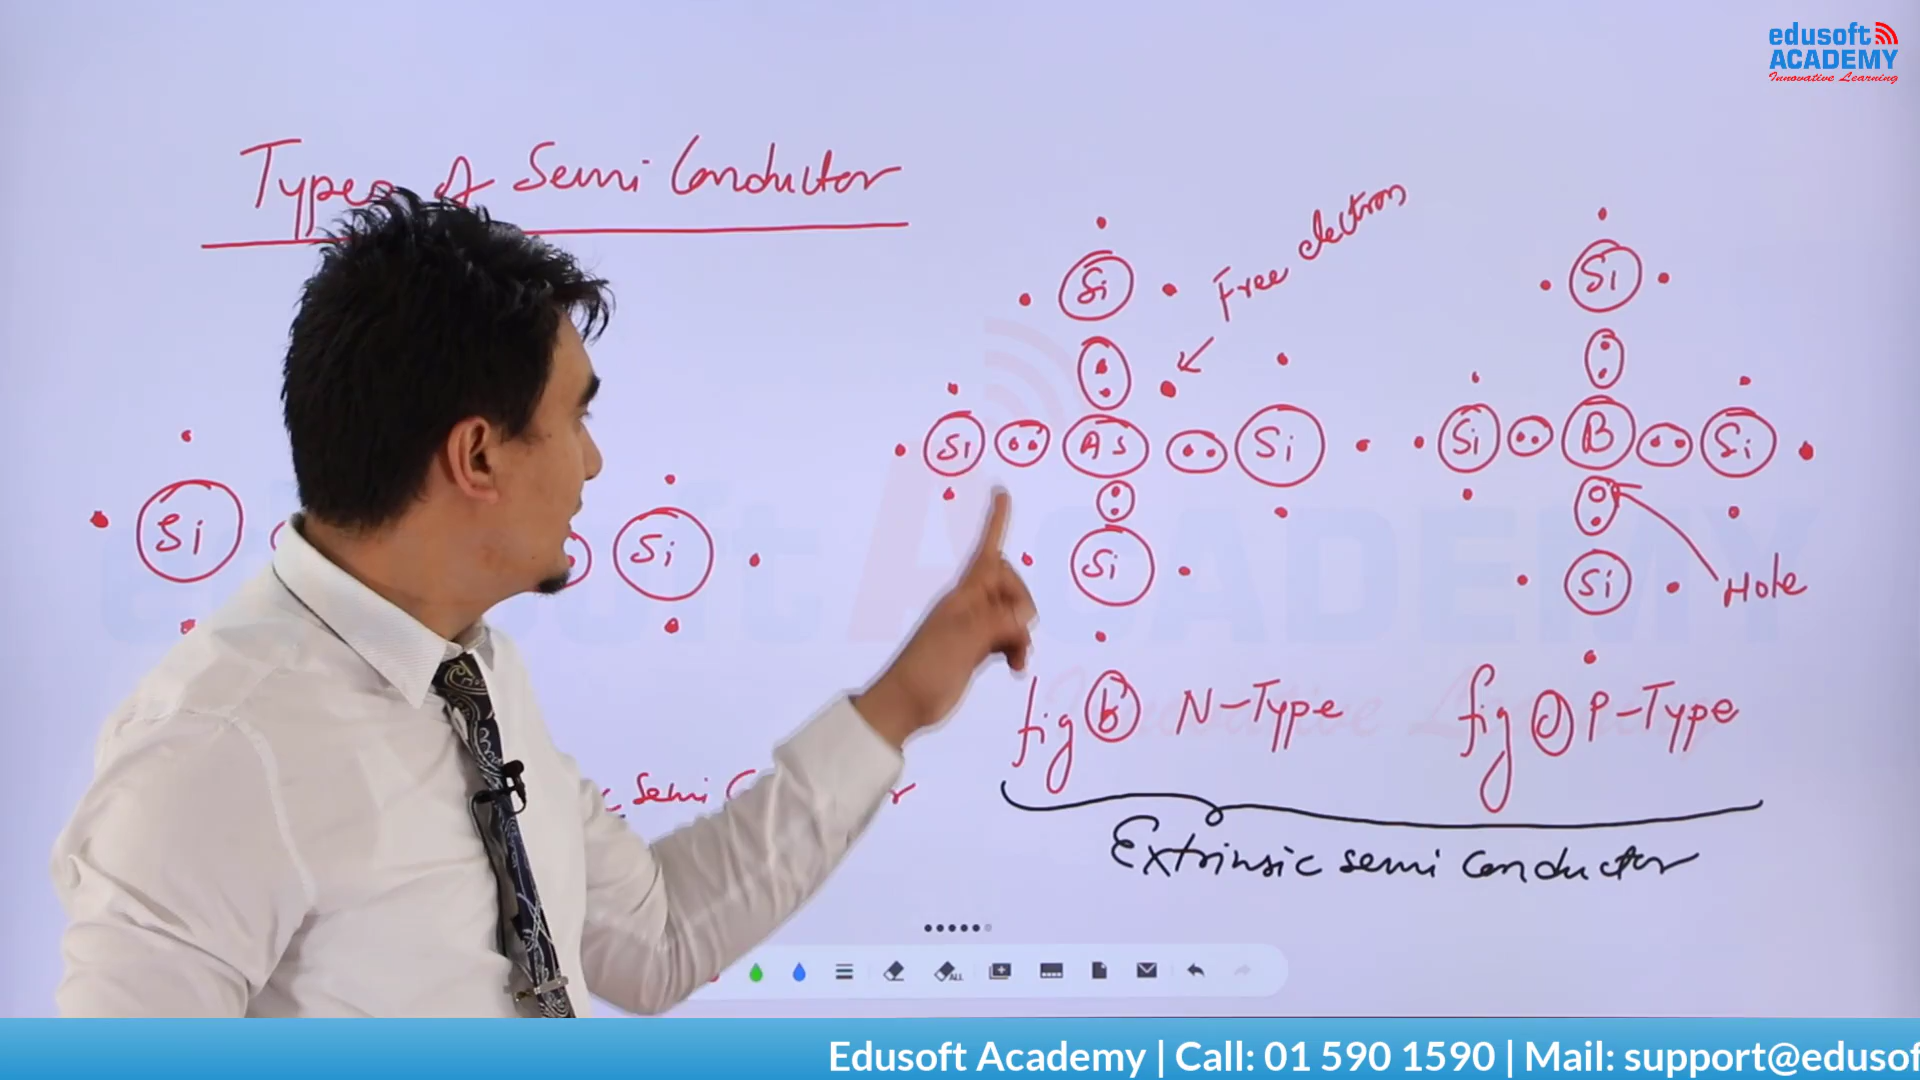 edusoft
ACADEMY
Innovative Learning
Types of Semi Conductor
Free electron
Si
Si
Si
As
Si
Si
B
Si
Si
Si
Si
Si
Hole
fig b N-Type
fig c P-Type
semi
Extrinsic semi conductor
ALL
Edusoft Academy | Call: 01 590 1590 | Mail: support@edusof